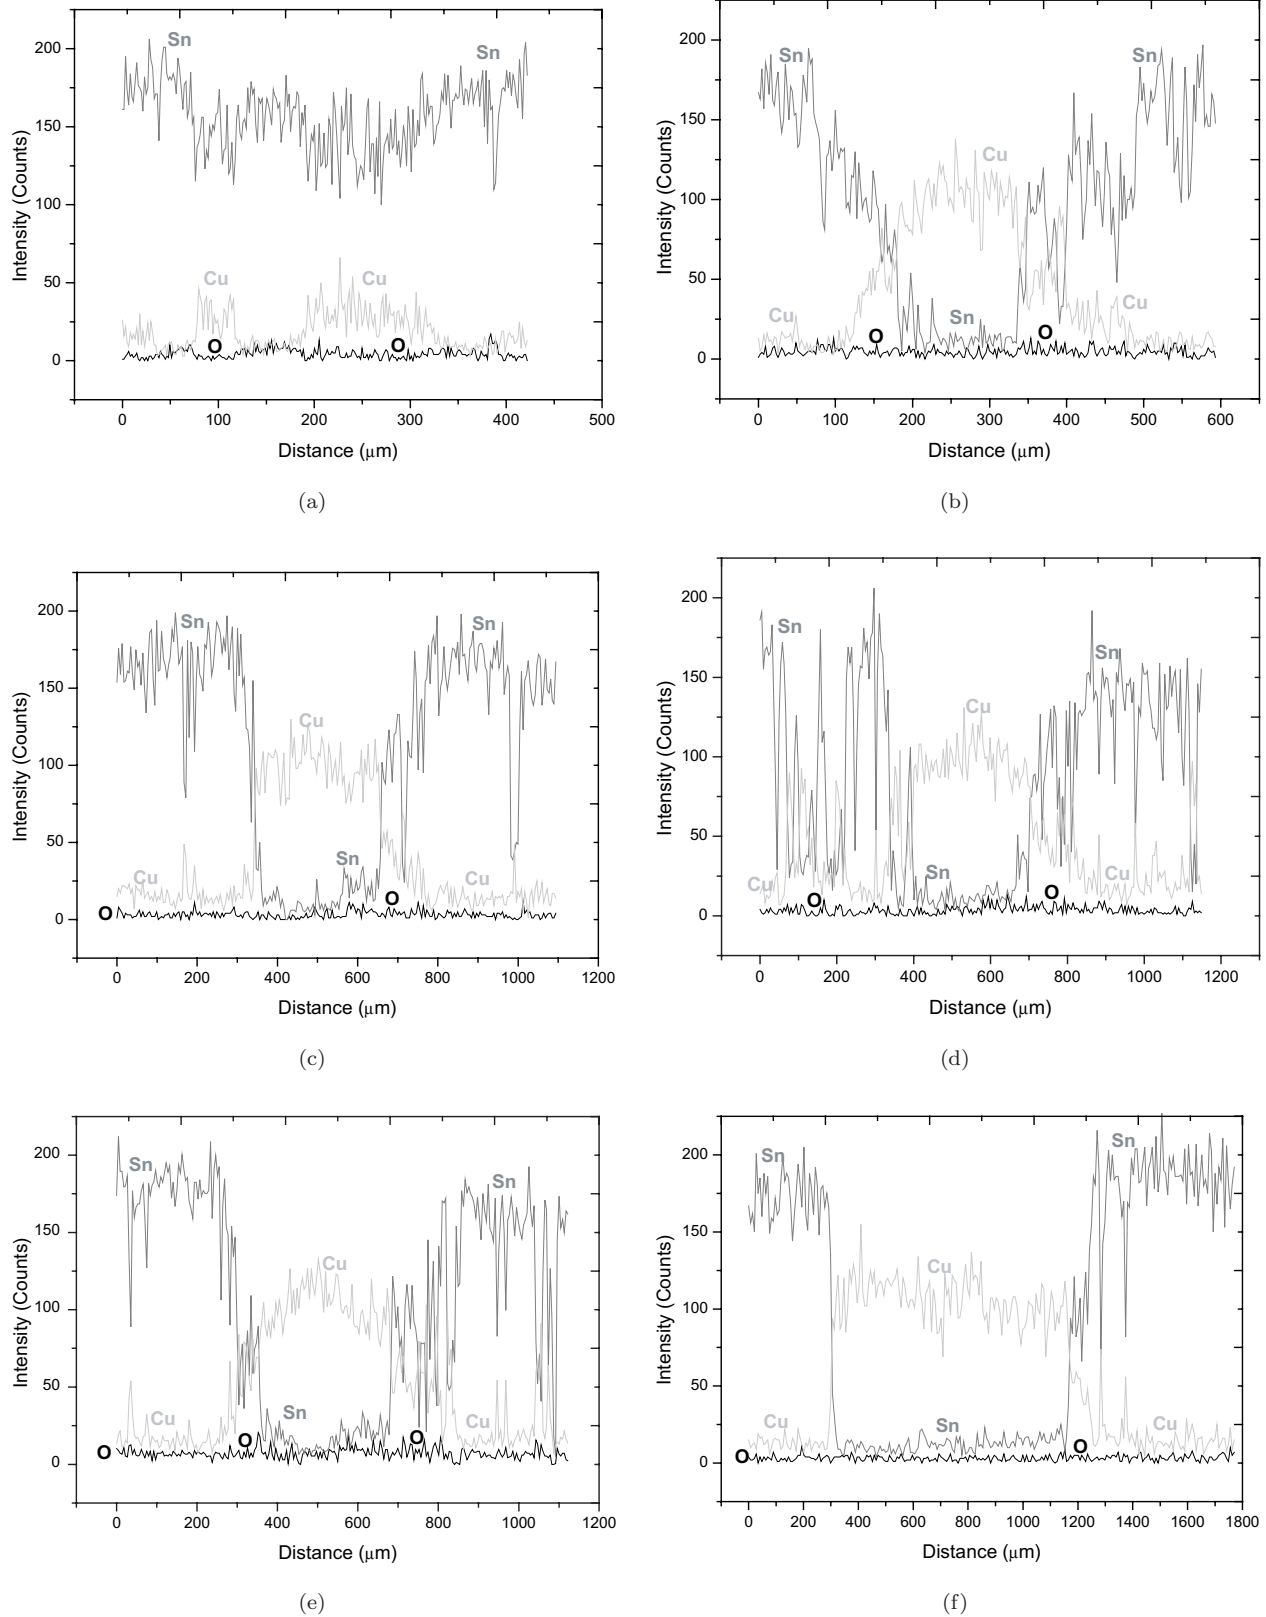 Sn Sn
Cu Cu
O O
Intensity (Counts)
200
150
100
50
0
0 100 200 300 400 500
Distance (μm)
(a)
Sn Sn
Cu
Cu Sn Cu
O O
Intensity (Counts)
200
150
100
50
0
0 100 200 300 400 500 600
Distance (μm)
(b)
Sn Sn
Cu
Sn
Cu Cu
O O
Intensity (Counts)
200
150
100
50
0
0 200 400 600 800 1000 1200
Distance (μm)
(c)
Sn
Sn
Cu
Cu Sn Cu
O O
Intensity (Counts)
200
150
100
50
0
0 200 400 600 800 1000 1200
Distance (μm)
(d)
Sn Sn
Cu
Cu Sn Cu
O O O
Intensity (Counts)
200
150
100
50
0
0 200 400 600 800 1000 1200
Distance (μm)
(e)
Sn Sn
Cu
Cu Sn Cu
O O
Intensity (Counts)
200
150
100
50
0
0 200 400 600 800 1000 1200 1400 1600 1800
Distance (μm)
(f)